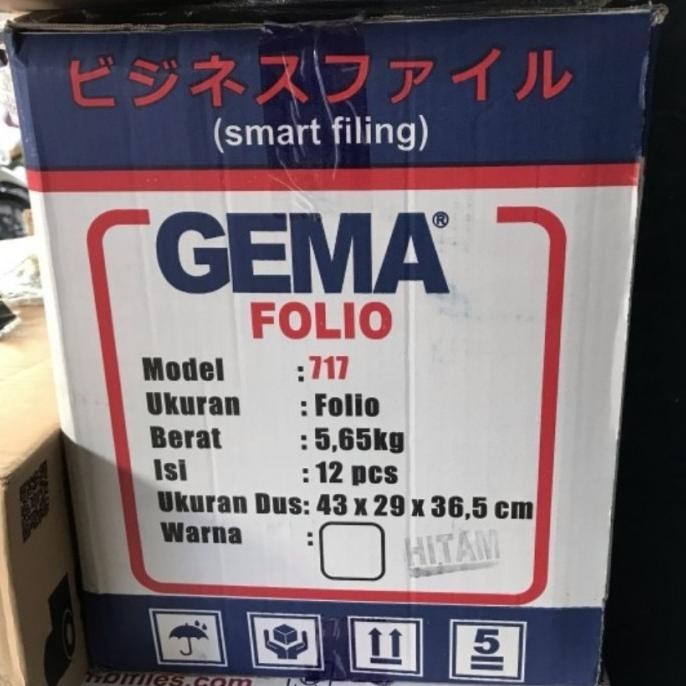 ビジネスファイル
(smart filing)
GEMA®
FOLIO
Model : 717
Ukuran : Folio
Berat : 5,65kg
Isi : 12 pcs
Ukuran Dus: 43 x 29 x 36,5 cm
Warna : HITAM
5